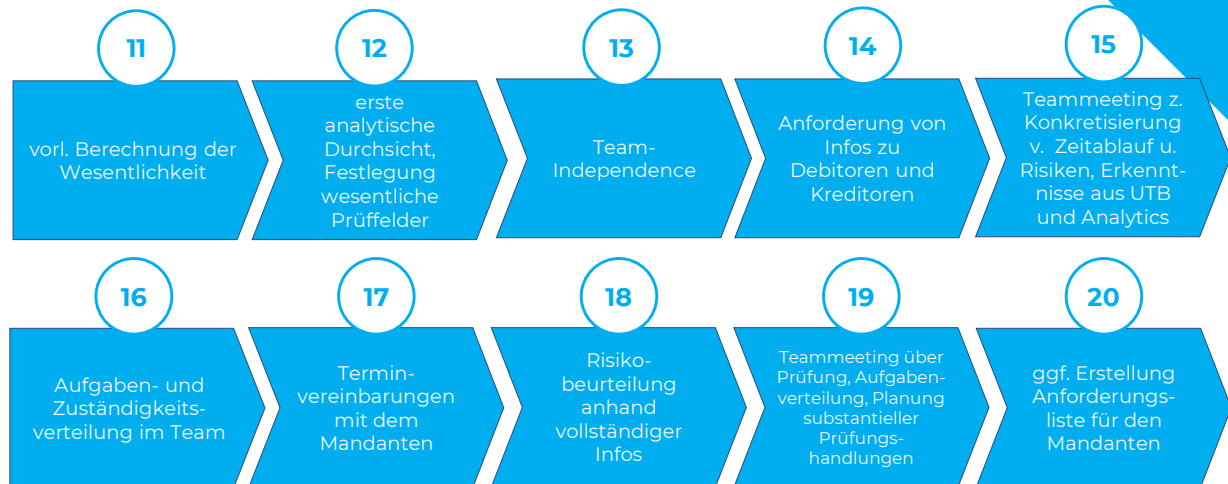 11
vorl. Berechnung der
Wesentlichkeit
12
erste
analytische
Durchsicht,
Festlegung
wesentliche
Prüffelder
13
Team-
Independence
14
Anforderung von
Infos zu
Debitoren und
Kreditoren
15
Teammeeting z.
Konkretisierung
v. Zeitablauf u.
Risiken, Erkennt-
nisse aus UTB
und Analytics
16
Aufgaben- und
Zuständigkeits-
verteilung im Team
17
Termin-
vereinbarungen
mit dem
Mandanten
18
Risiko-
beurteilung
anhand
vollständiger
Infos
19
Teammeeting über
Prüfung, Aufgaben-
verteilung, Planung
substantieller
Prüfungs-
handlungen
20
ggf. Erstellung
Anforderungs-
liste für den
Mandanten